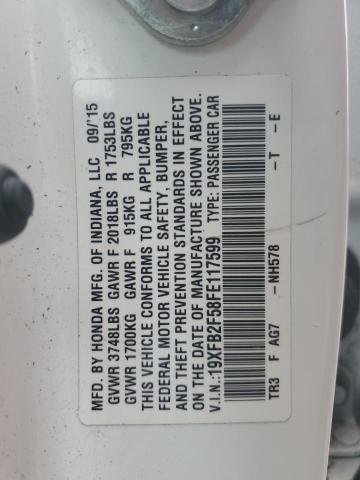 MFD. BY HONDA MFG. OF INDIANA, LLC 09/'15
GVWR 3748LBS GAWR F 2018LBS R 1753LBS
GVWR 1700KG GAWR F 915KG R 795KG
THIS VEHICLE CONFORMS TO ALL APPLICABLE
FEDERAL MOTOR VEHICLE SAFETY, BUMPER,
AND THEFT PREVENTION STANDARDS IN EFFECT
ON THE DATE OF MANUFACTURE SHOWN ABOVE.
V.I.N.:19XFB2F58FE117599 TYPE: PASSENGER CAR
TR3 F AG7 -NH578 -T -E